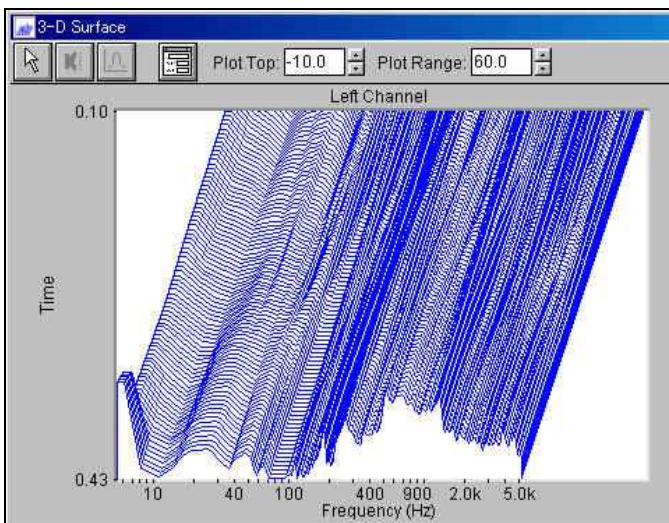 3-D Surface
Plot Top: -10.0 Plot Range: 60.0
Left Channel
0.10
Time
0.43
10 40 100 400 900 2.0k 5.0k
Frequency (Hz)